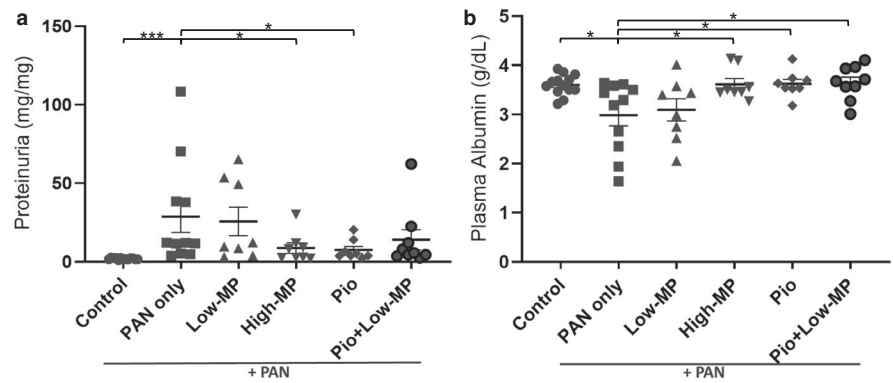 a
Proteinuria (mg/mg)
150
100
50
0
***
*
*
Control
PAN only
Low-MP
High-MP
Pio
Pio+Low-MP
+ PAN
b
Plasma Albumin (g/dL)
5
4
3
2
1
0
*
*
*
*
Control
PAN only
Low-MP
High-MP
Pio
Pio+Low-MP
+ PAN